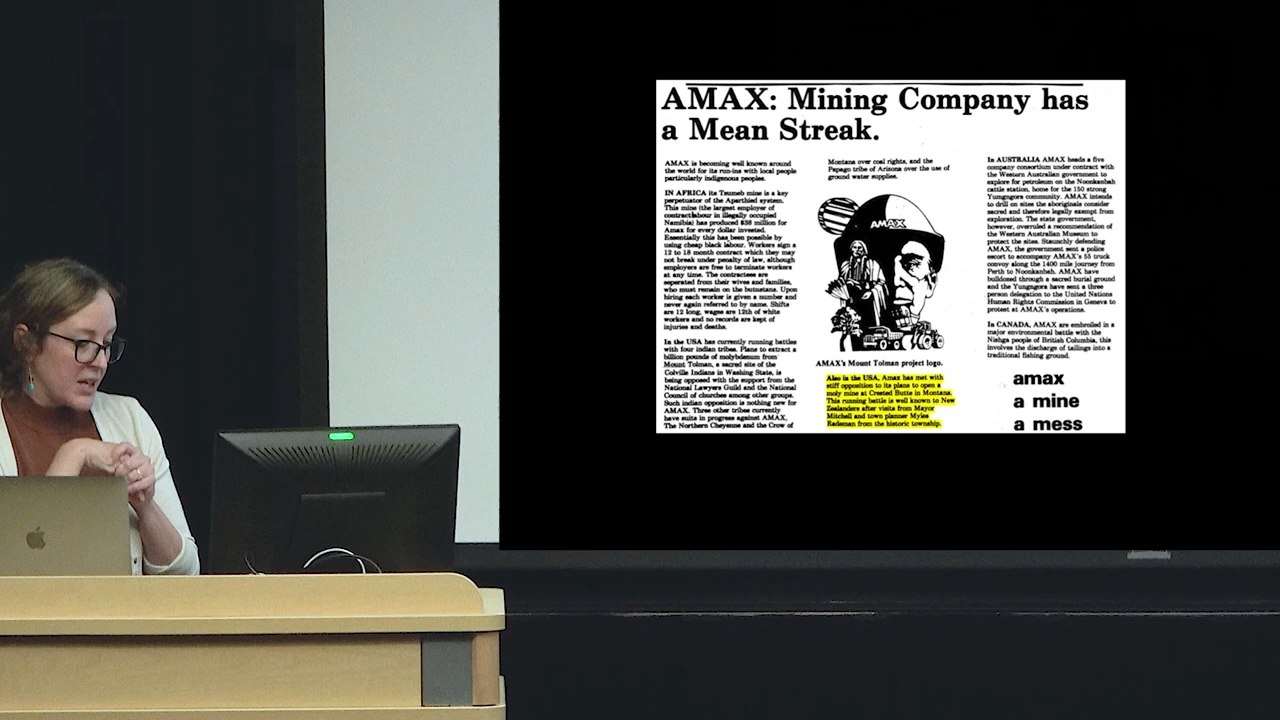 AMAX: Mining Company has
a Mean Streak.
AMAX is becoming well known around
the world for its run-ins with local people
particularly indigenous peoples.
IN AFRICA its Tsumeb mine is a key
perpetuator of the Aparthied system.
This mine (the largest employer of
contract labour in illegally occupied
Namibia) has produced $38 million for
Amax for every dollar invested.
Essentially this has been possible by
using cheap black labour. Workers sign a
12 to 18 month contract which they may
not break under penalty of law, although
employers are free to terminate workers
at any time. The contractees are
seperated from their wives and families,
who must remain on the botustans. Upon
hiring each worker is given a number and
never again referred to by name. Shifts
are 12 long, wages are 12th of white
workers and no records are kept of
injuries and deaths.
In the USA has currently running battles
with four indian tribes. Plans to extract a
billion pounds of molybdenum from
Mount Tolman, a sacred site of the
Colville Indians in Washing State, is
being opposed with the support from the
National Lawyers Guild and the National
Council of churches among other groups.
Such indian opposition is nothing new for
AMAX. Three other tribes currently
have suits in progress against AMAX,
The Northern Cheyenne and the Crow of
Montana over coal rights, and the
Papago tribe of Arizona over the use of
ground water supplies.
AMAX
AMAX's Mount Tolman project logo.
Also in the USA, Amax has met with
stiff opposition to its plans to open a
moly mine at Crested Butte in Montana.
This running battle is well known to New
Zealanders after visits from Mayor
Mitchell and town planner Myles
Rademan from the historic township.
In AUSTRALIA AMAX heads a five
company consortium under contract with
the Western Australian government to
explore for petroleum on the Noonkanbah
cattle station, home for the 150 strong
Yumgngora community. AMAX intends
to drill on sites the aboriginals consider
sacred and therefore legally exempt from
exploration. The state government,
however, overruled a recommendation of
the Western Australian Museum to
protect the sites. Staunchly defending
AMAX, the government sent a police
escort to accompany AMAX's 55 truck
convoy along the 1400 mile journey from
Perth to Noonkanbah. AMAX have
bulldozed through a sacred burial ground
and the Yungngora have sent a three
person delegation to the United Nations
Human Rights Commission in Geneva to
protest at AMAX's operations.
In CANADA, AMAX are embroiled in a
major environmental battle with the
Nishga people of British Columbia, this
involves the discharge of tailings into a
traditional fishing ground.
amax
a mine
a mess